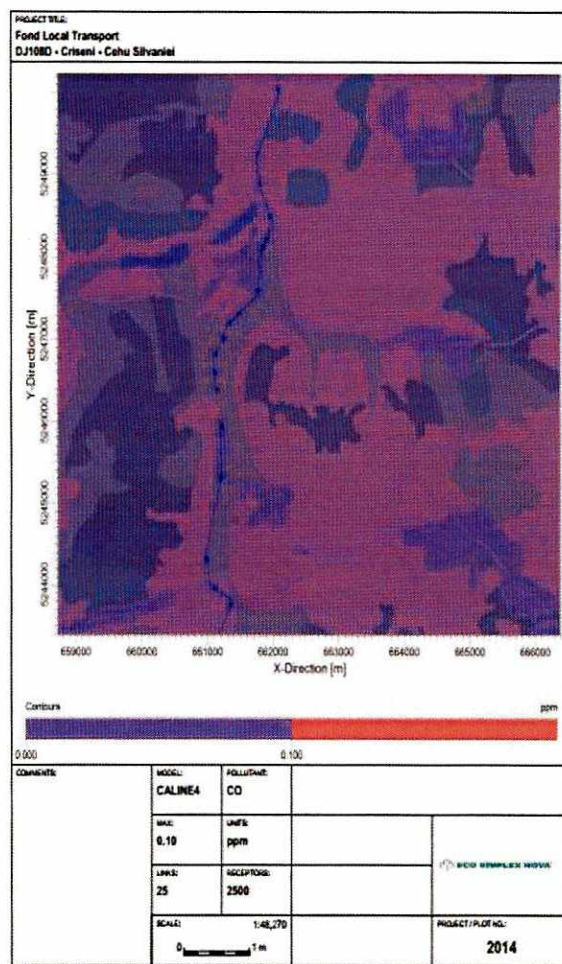 PROJECT TITLE:
Fond Local Transport
DJ108D - Criseni - Cehu Silvaniei
Y-Direction [m]
5249000
5248000
5247000
5246000
5245000
5244000
659000 660000 661000 662000 663000 664000 665000 666000
X-Direction [m]
Contours ppm
0.000 0.100
COMMENTS:
MODEL: POLLUTANT:
CALINE4 CO
MAX: UNITS:
0.10 ppm
LINKS: RECEPTORS:
25 2500
ECO SIMPLEX NOVA
SCALE: 1:48,270
0 1 m
PROJECT / PLOT NO.:
2014